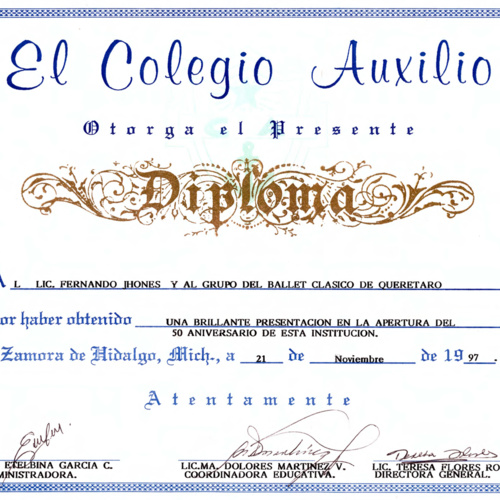 El Colegio Auxilio
Otorga el Presente
Diploma
A L LIC. FERNANDO JHONES Y AL GRUPO DEL BALLET CLASICO DE QUERETARO
or haber obtenido UNA BRILLANTE PRESENTACION EN LA APERTURA DEL
50 ANIVERSARIO DE ESTA INSTITUCION.
Zamora de Hidalgo, Mich., a 21 de Noviembre de 1997.
Atentamente
ETELBINA GARCIA C. LIC.MA. DOLORES MARTINEZ V. LIC. TERESA FLORES RO
MINISTRADORA. COORDINADORA EDUCATIVA. DIRECTORA GENERAL.